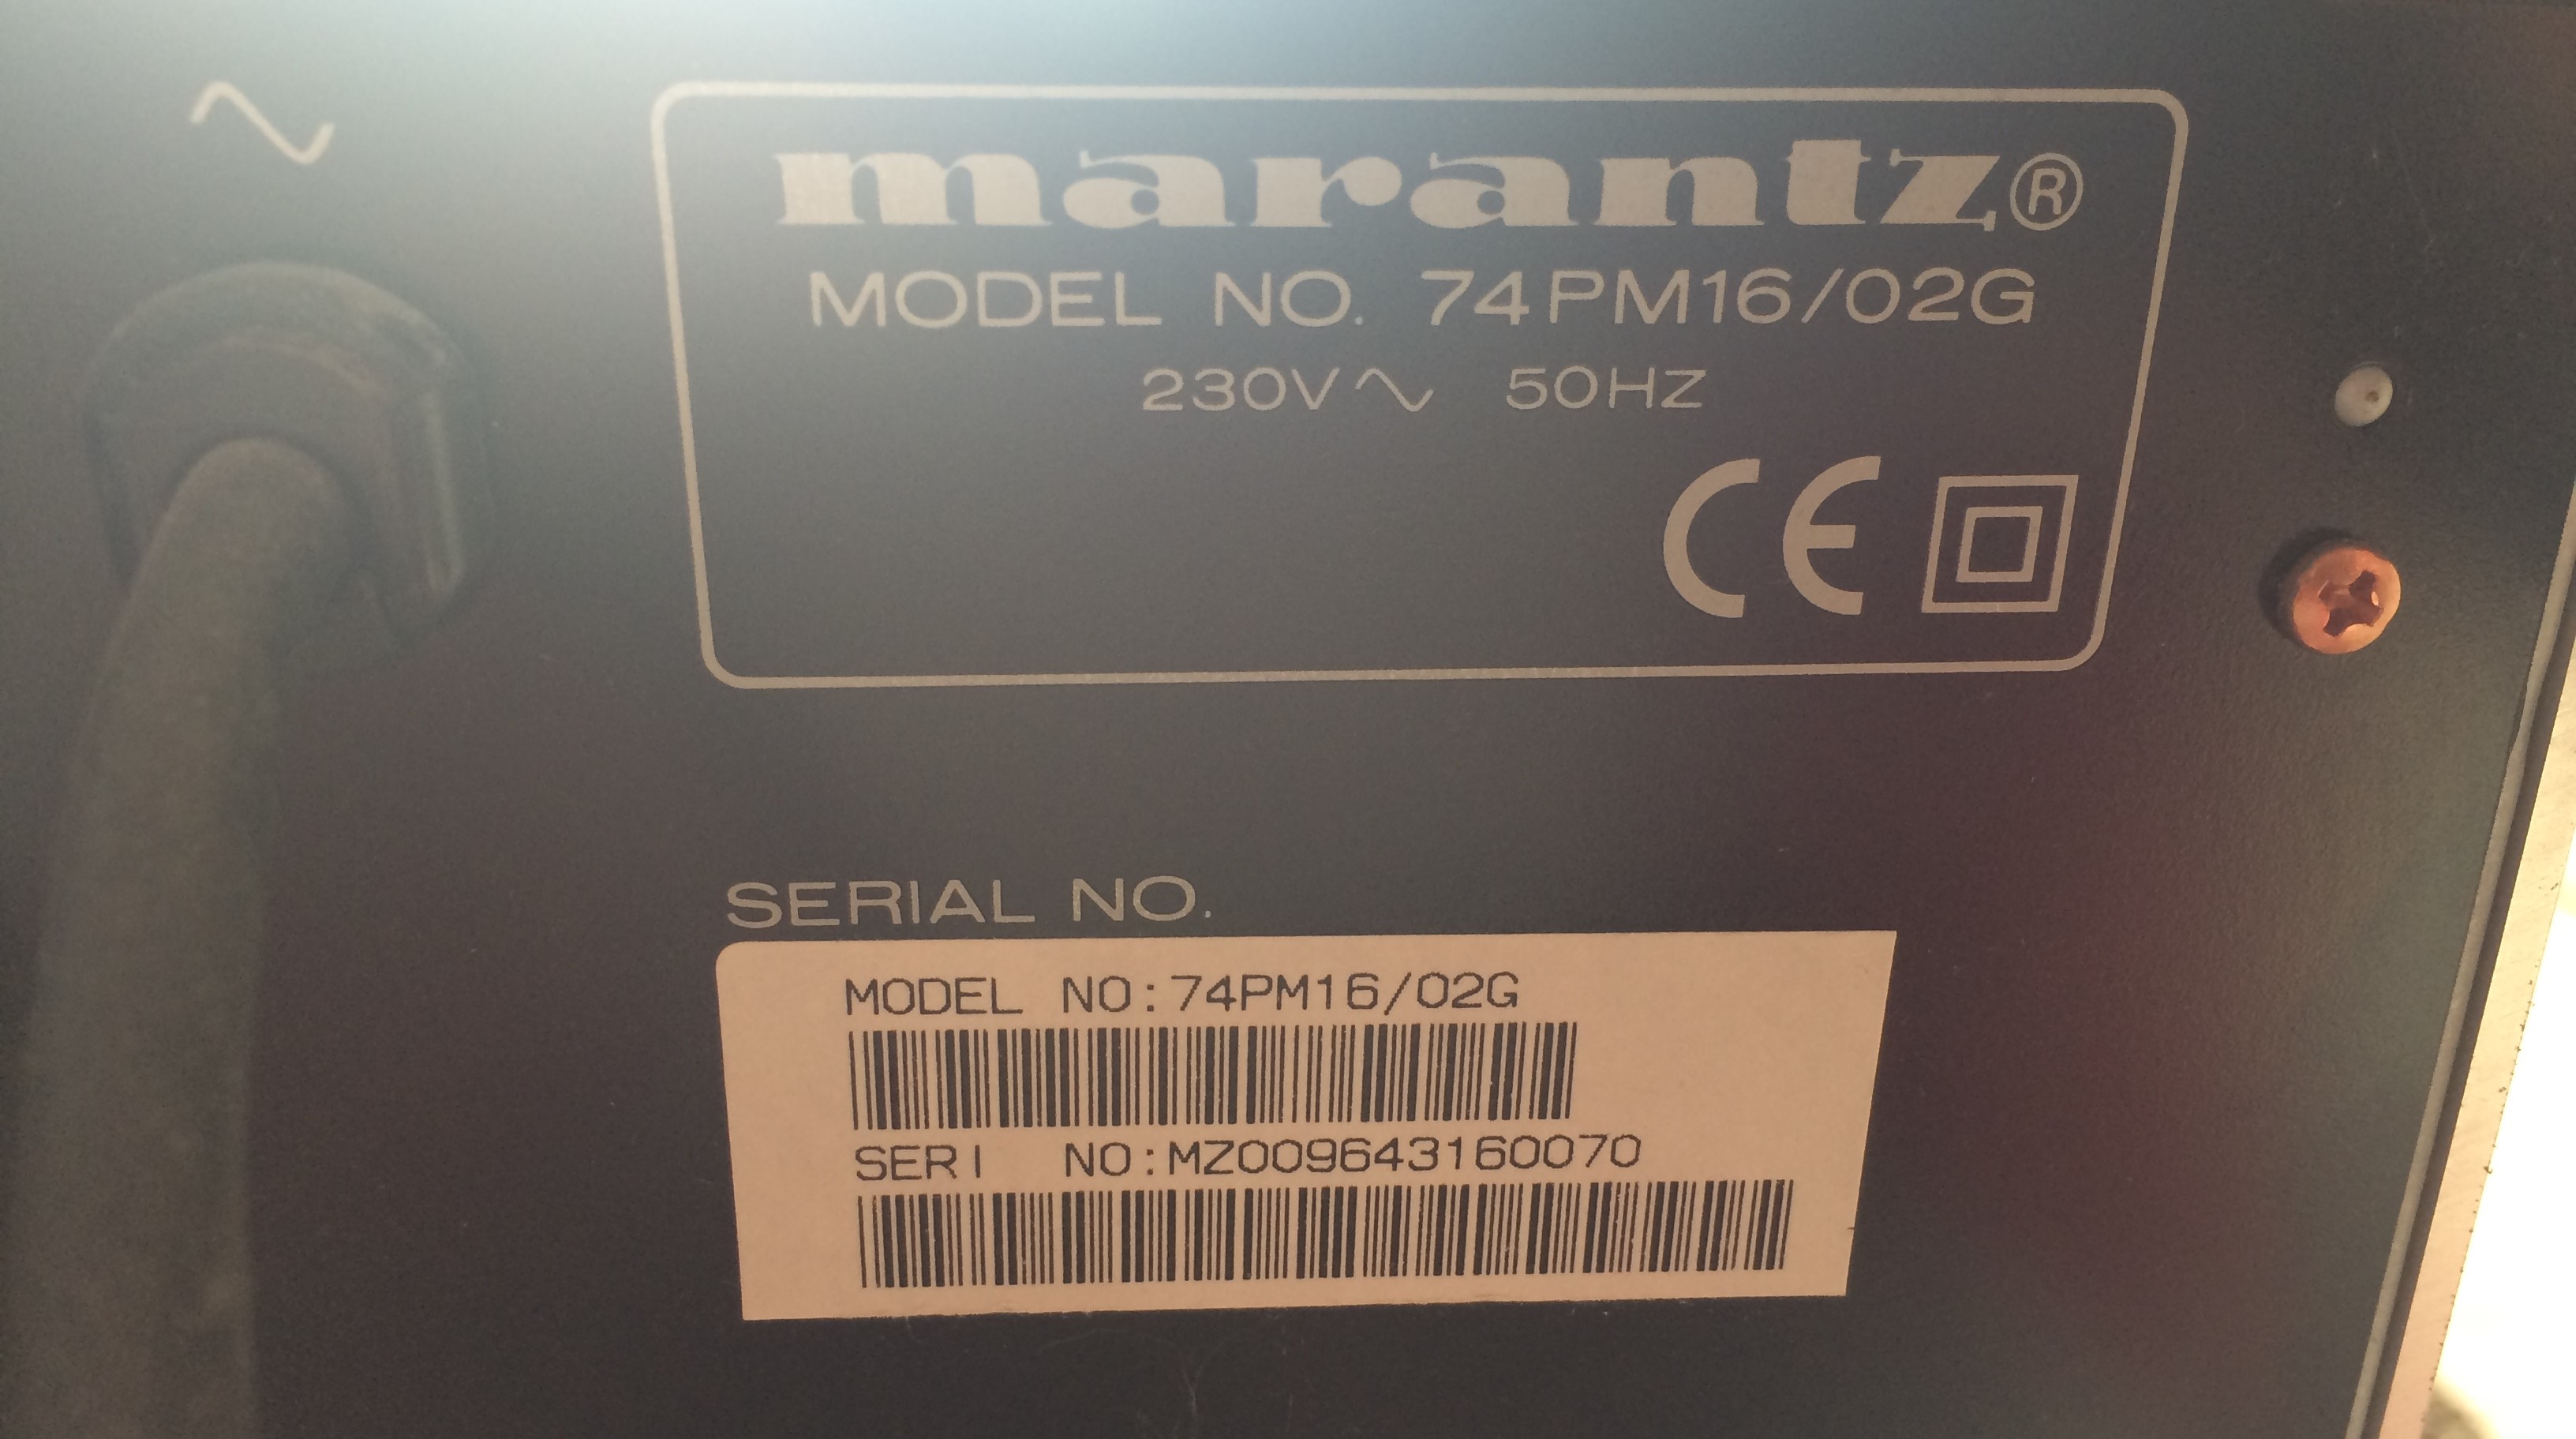 marantz®
MODEL NO. 74PM16/02G
230V∿ 50HZ
CE
SERIAL NO.
MODEL NO:74PM16/02G
SERI NO:MZ009643160070